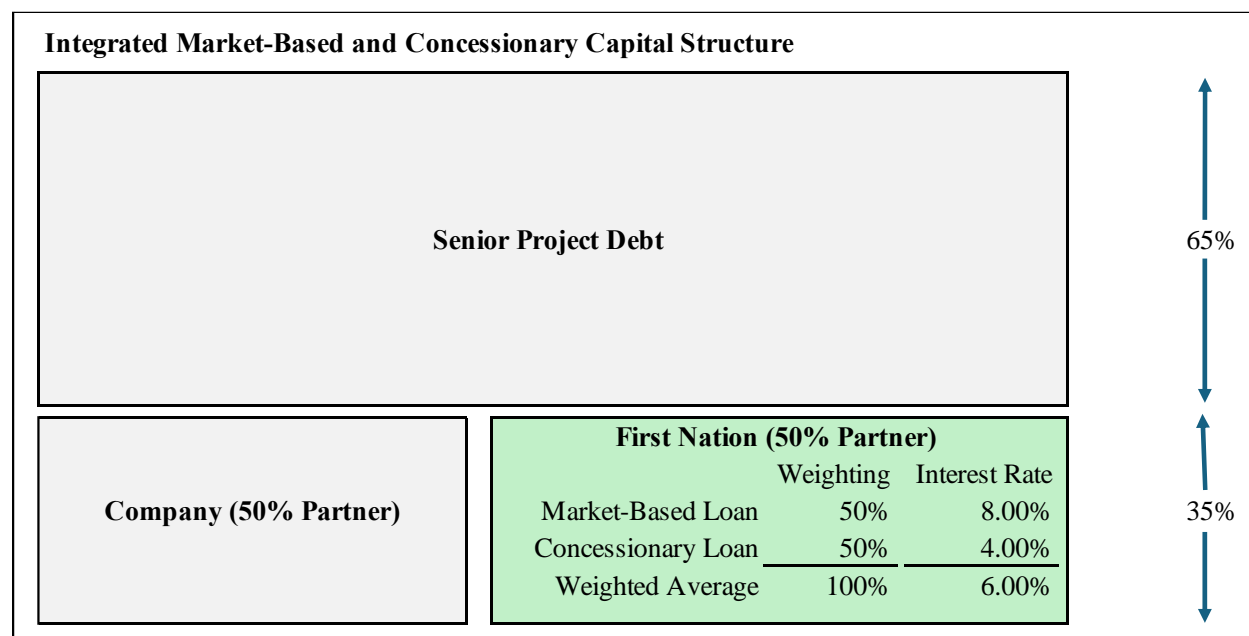 Integrated Market-Based and Concessionary Capital Structure
Senior Project Debt
65%
Company (50% Partner)
First Nation (50% Partner)
Weighting Interest Rate
Market-Based Loan 50% 8.00%
Concessionary Loan 50% 4.00%
Weighted Average 100% 6.00%
35%